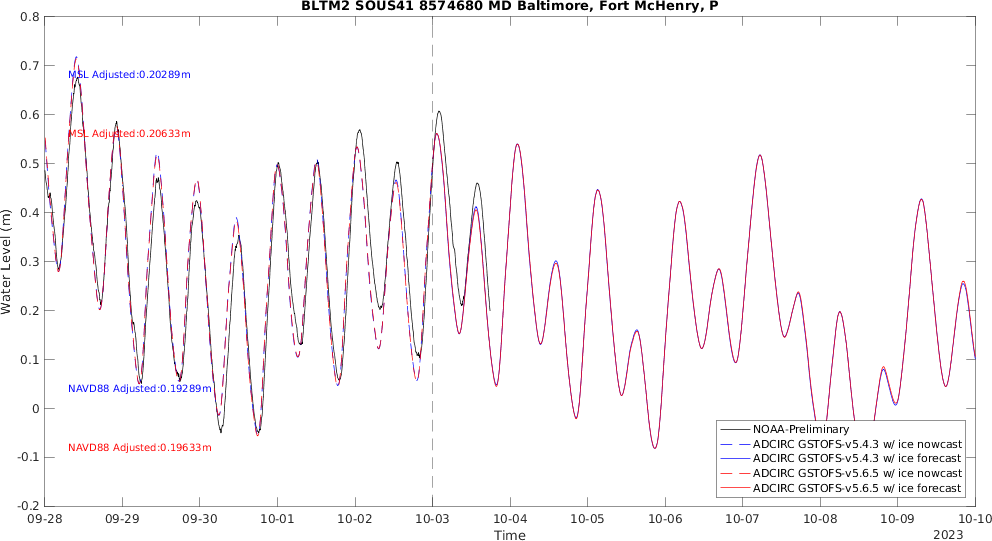 BLTM2 SOUS41 8574680 MD Baltimore, Fort McHenry, P
0.8
0.7
MSL Adjusted:0.20289m
0.6
MSL Adjusted:0.20633m
0.5
0.4
0.3
0.2
0.1
0
-0.1
-0.2
Water Level (m)
NAVD88 Adjusted:0.19289m
NAVD88 Adjusted:0.19633m
NOAA-Preliminary
ADCIRC GSTOFS-v5.4.3 w/ ice nowcast
ADCIRC GSTOFS-v5.4.3 w/ ice forecast
ADCIRC GSTOFS-v5.6.5 w/ ice nowcast
ADCIRC GSTOFS-v5.6.5 w/ ice forecast
09-28 09-29 09-30 10-01 10-02 10-03 10-04 10-05 10-06 10-07 10-08 10-09 10-10
Time
2023